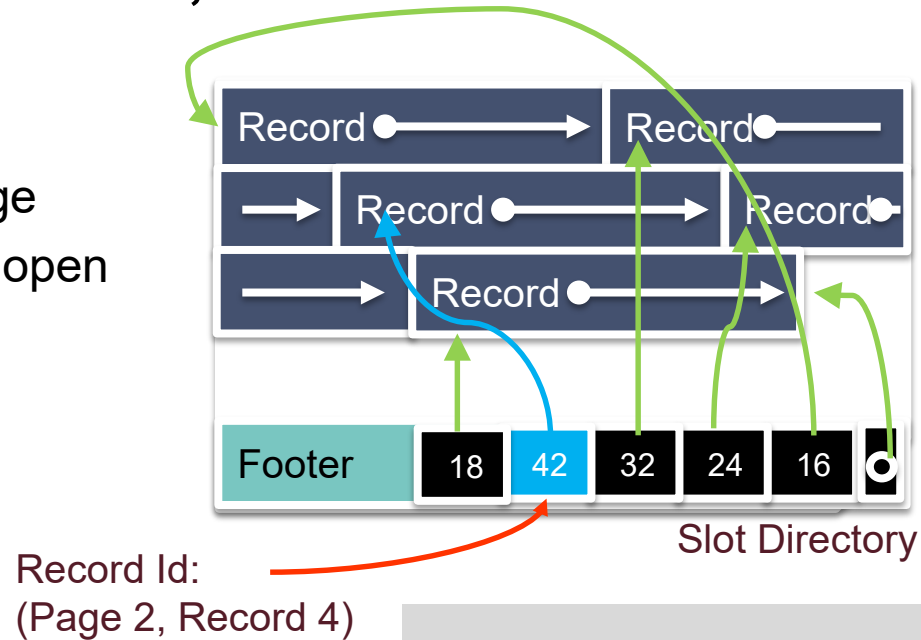 Record Record
ge
Record Record
open
Record
Footer 18 42 32 24 16
Slot Directory
Record Id:
(Page 2, Record 4)